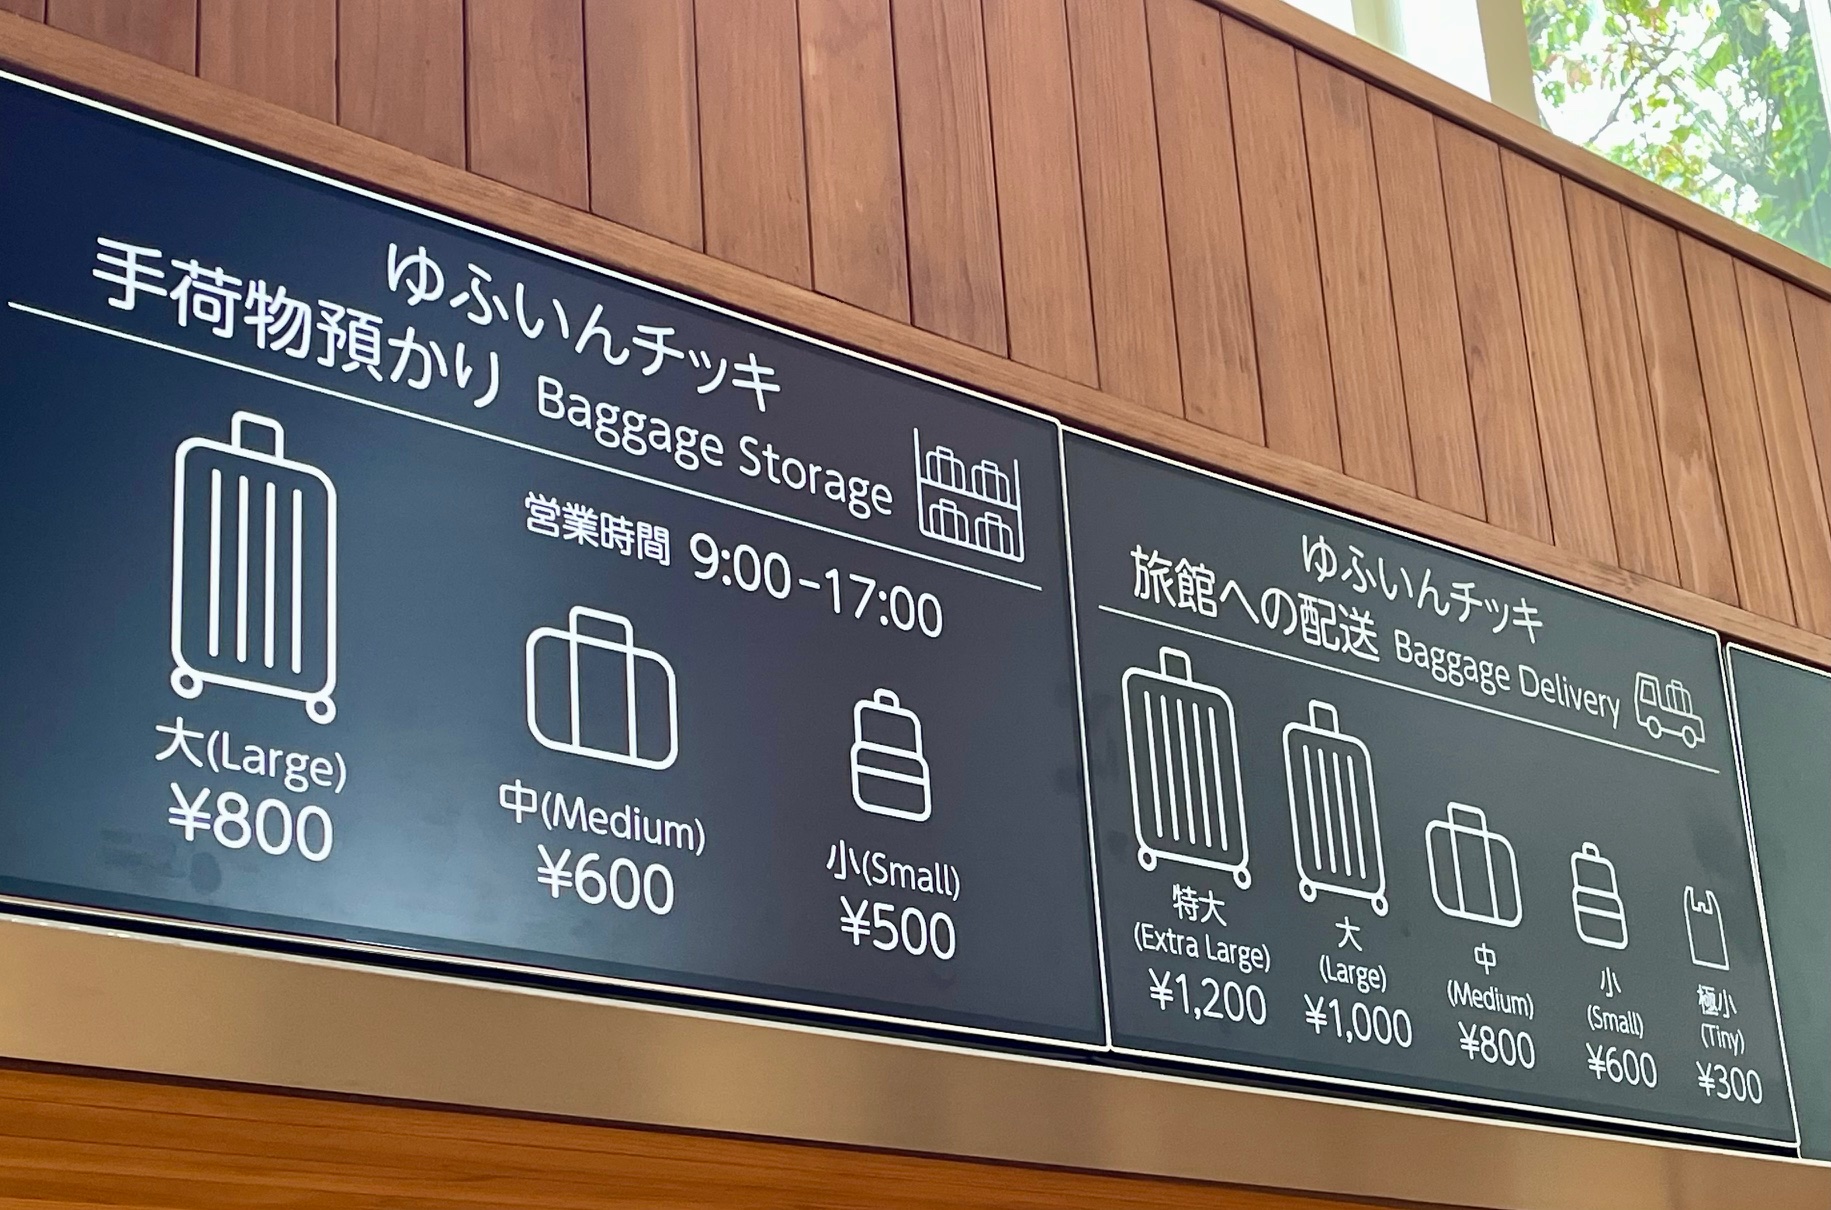 ゆふいんチッキ
手荷物預かり Baggage Storage
営業時間 9:00-17:00
大(Large)
¥800
中(Medium)
¥600
小(Small)
¥500
ゆふいんチッキ
旅館への配送 Baggage Delivery
特大
(Extra Large)
¥1,200
大
(Large)
¥1,000
中
(Medium)
¥800
小
(Small)
¥600
極小
(Tiny)
¥300